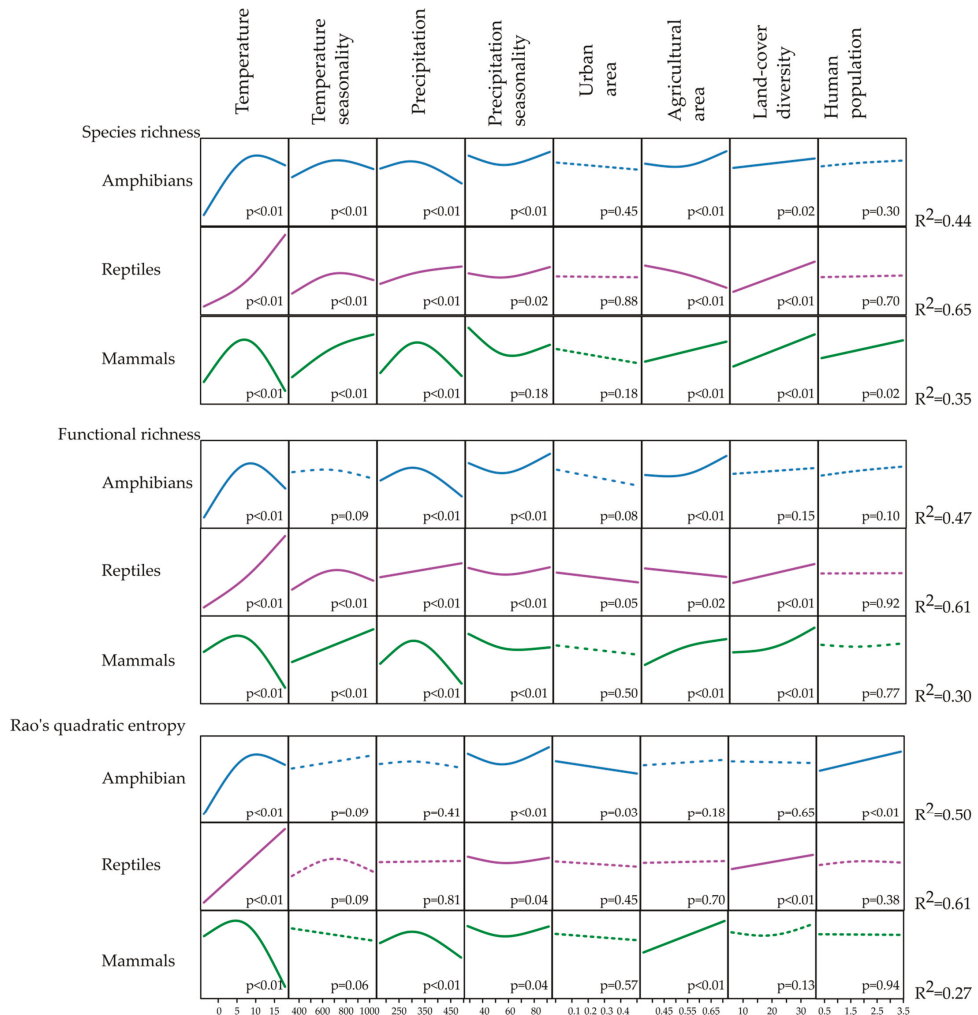 Temperature
Temperature
seasonality
Precipitation
Precipitation
seasonality
Urban
area
Agricultural
area
Land-cover
diversity
Human
population
Species richness
Amphibians
p<0.01 p<0.01 p<0.01 p<0.01 p=0.45 p<0.01 p=0.02 p=0.30 R²=0.44
Reptiles
p<0.01 p<0.01 p<0.01 p=0.02 p=0.88 p<0.01 p<0.01 p=0.70 R²=0.65
Mammals
p<0.01 p<0.01 p<0.01 p=0.18 p=0.18 p<0.01 p<0.01 p=0.02 R²=0.35
Functional richness
Amphibians
p<0.01 p=0.09 p<0.01 p<0.01 p=0.08 p<0.01 p=0.15 p=0.10 R²=0.47
Reptiles
p<0.01 p<0.01 p<0.01 p<0.01 p=0.05 p=0.02 p<0.01 p=0.92 R²=0.61
Mammals
p<0.01 p<0.01 p<0.01 p<0.01 p=0.50 p<0.01 p<0.01 p=0.77 R²=0.30
Rao's quadratic entropy
Amphibian
p<0.01 p=0.09 p=0.41 p<0.01 p=0.03 p=0.18 p=0.65 p<0.01 R²=0.50
Reptiles
p<0.01 p=0.09 p=0.81 p=0.04 p=0.45 p=0.70 p<0.01 p=0.38 R²=0.61
Mammals
p<0.01 p=0.06 p<0.01 p=0.04 p=0.57 p<0.01 p=0.13 p=0.94 R²=0.27
0 5 10 15 400 600 800 1000 250 350 450 40 60 80 0.1 0.2 0.3 0.4 0.45 0.55 0.65 10 20 30 0.5 1.5 2.5 3.5